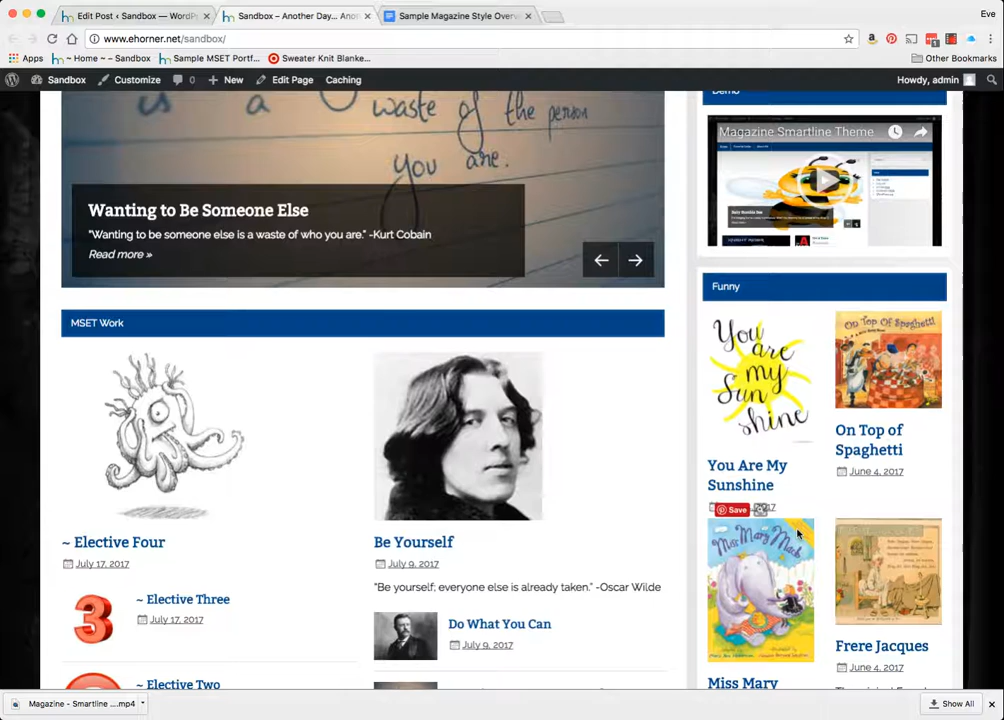 Edit Post ‹ Sandbox — WordP
Sandbox – Another Day... Ano
Sample Magazine Style Overv
Eve
www.ehorner.net/sandbox/
Apps
~ Home ~ – Sandbox
Sample MSET Portf...
Sweater Knit Blanke...
Other Bookmarks
Sandbox
Customize
0
New
Edit Page
Caching
Howdy, admin
is a waste of the person
you are.
Wanting to Be Someone Else
"Wanting to be someone else is a waste of who you are." -Kurt Cobain
Read more »
Demo
Magazine Smartline Theme
Funny
You
are
my
Sun
shine
On Top Of Spaghetti
You Are My
Sunshine
On Top of
Spaghetti
June 4, 2017
Save
Miss Mary Mack
Miss Mary
Frere Jacques
June 4, 2017
MSET Work
~ Elective Four
July 17, 2017
3
~ Elective Three
July 17, 2017
~ Elective Two
Be Yourself
July 9, 2017
"Be yourself; everyone else is already taken." -Oscar Wilde
Do What You Can
July 9, 2017
Magazine - Smartline ....mp4
Show All